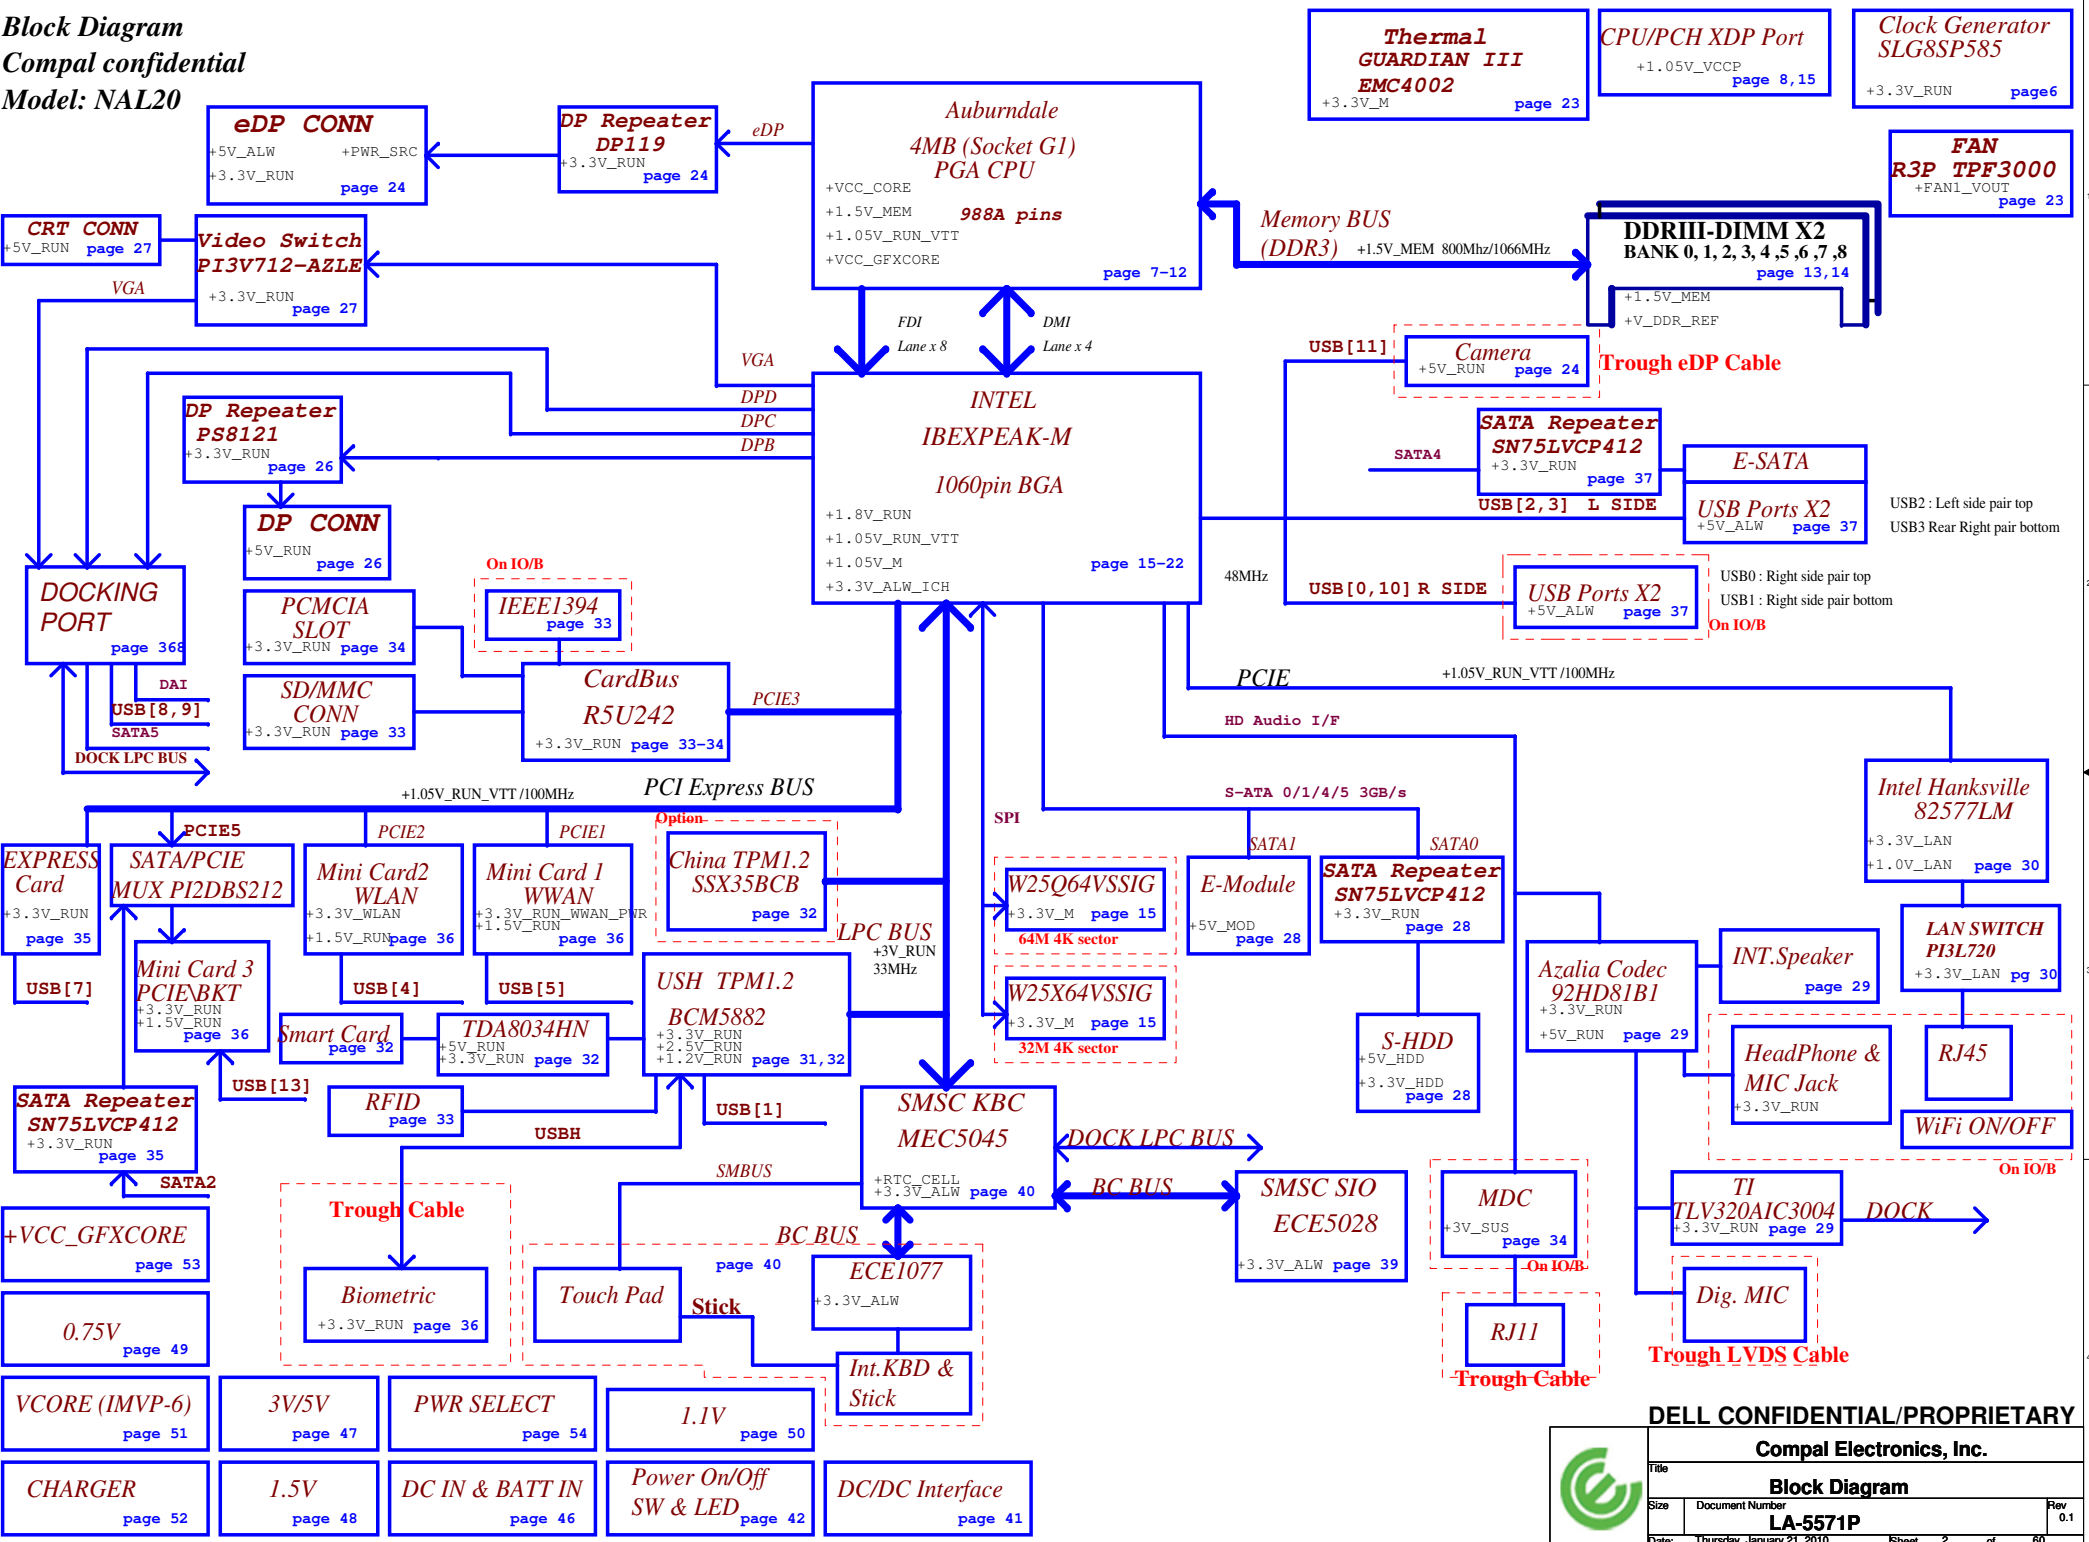 Block Diagram
Compal confidential
Model: NAL20
eDP CONN
+5V_ALW +PWR_SRC
+3.3V_RUN
page 24
DP Repeater
DP119
+3.3V_RUN
page 24
eDP
Auburndale
4MB (Socket G1)
PGA CPU
+VCC_CORE
+1.5V_MEM
988A pins
+1.05V_RUN_VTT
+VCC_GFXCORE
page 7-12
Thermal
GUARDIAN III
EMC4002
+3.3V_M
page 23
CPU/PCH XDP Port
+1.05V_VCCP
page 8,15
Clock Generator
SLG8SP585
+3.3V_RUN
page6
FAN
R3P TPF3000
+FAN1_VOUT
page 23
CRT CONN
+5V_RUN page 27
Video Switch
PI3V712-AZLE
+3.3V_RUN
page 27
VGA
Memory BUS
(DDR3)
+1.5V_MEM 800Mhz/1066MHz
DDRIII-DIMM X2
BANK 0, 1, 2, 3, 4 ,5 ,6 ,7 ,8
page 13,14
+1.5V_MEM
+V_DDR_REF
FDI
Lane x 8
DMI
Lane x 4
VGA
DPD
DPC
DPB
USB[11]
Camera
+5V_RUN
page 24
Trough eDP Cable
INTEL
IBEXPEAK-M
1060pin BGA
+1.8V_RUN
+1.05V_RUN_VTT
+1.05V_M
+3.3V_ALW_ICH
page 15-22
DP Repeater
PS8121
+3.3V_RUN
page 26
DP CONN
+5V_RUN
page 26
SATA4
SATA Repeater
SN75LVCP412
+3.3V_RUN
page 37
E-SATA
USB[2,3] L SIDE
USB Ports X2
+5V_ALW
page 37
USB2 : Left side pair top
USB3 Rear Right pair bottom
48MHz
USB[0,10] R SIDE
USB Ports X2
+5V_ALW
page 37
On IO/B
USB0 : Right side pair top
USB1 : Right side pair bottom
DOCKING
PORT
page 368
DAI
USB[8,9]
SATA5
DOCK LPC BUS
PCMCIA
SLOT
+3.3V_RUN page 34
On IO/B
IEEE1394
page 33
SD/MMC
CONN
+3.3V_RUN page 33
CardBus
R5U242
+3.3V_RUN page 33-34
PCIE3
PCIE
+1.05V_RUN_VTT /100MHz
HD Audio I/F
+1.05V_RUN_VTT /100MHz
PCI Express BUS
S-ATA 0/1/4/5 3GB/s
SPI
Intel Hanksville
82577LM
+3.3V_LAN
+1.0V_LAN
page 30
EXPRESS
Card
+3.3V_RUN
page 35
USB[7]
PCIE5
SATA/PCIE
MUX PI2DBS212
Mini Card 3
PCIE\BKT
+3.3V_RUN
+1.5V_RUN
page 36
USB[13]
PCIE2
Mini Card2
WLAN
+3.3V_WLAN
+1.5V_RUN
page 36
USB[4]
PCIE1
Mini Card 1
WWAN
+3.3V_RUN_WWAN_PWR
+1.5V_RUN
page 36
USB[5]
Option
China TPM1.2
SSX35BCB
page 32
LPC BUS
+3V_RUN
33MHz
W25Q64VSSIG
+3.3V_M page 15
64M 4K sector
W25X64VSSIG
+3.3V_M page 15
32M 4K sector
SATA1
E-Module
+5V_MOD
page 28
SATA0
SATA Repeater
SN75LVCP412
+3.3V_RUN
page 28
S-HDD
+5V_HDD
+3.3V_HDD
page 28
Azalia Codec
92HD81B1
+3.3V_RUN
+5V_RUN
page 29
INT.Speaker
page 29
LAN SWITCH
PI3L720
+3.3V_LAN pg 30
HeadPhone &
MIC Jack
+3.3V_RUN
RJ45
WiFi ON/OFF
On IO/B
Smart Card
page 32
TDA8034HN
+5V_RUN
+3.3V_RUN page 32
USH TPM1.2
BCM5882
+3.3V_RUN
+2.5V_RUN
+1.2V_RUN page 31,32
SATA Repeater
SN75LVCP412
+3.3V_RUN
page 35
SATA2
RFID
page 33
USBH
USB[1]
SMBUS
SMSC KBC
MEC5045
+RTC_CELL
+3.3V_ALW page 40
DOCK LPC BUS
BC BUS
SMSC SIO
ECE5028
+3.3V_ALW page 39
MDC
+3V_SUS
page 34
On IO/B
RJ11
Trough Cable
TI
TLV320AIC3004
+3.3V_RUN page 29
DOCK
Dig. MIC
Trough LVDS Cable
Trough Cable
Biometric
+3.3V_RUN page 36
BC BUS
page 40
Touch Pad
Stick
ECE1077
+3.3V_ALW
Int.KBD &
Stick
+VCC_GFXCORE
page 53
0.75V
page 49
VCORE (IMVP-6)
page 51
3V/5V
page 47
PWR SELECT
page 54
1.1V
page 50
CHARGER
page 52
1.5V
page 48
DC IN & BATT IN
page 46
Power On/Off
SW & LED
page 42
DC/DC Interface
page 41
DELL CONFIDENTIAL/PROPRIETARY
Compal Electronics, Inc.
Title
Block Diagram
Size Document Number Rev
LA-5571P 0.1
Date: Thursday, January 21, 2010 Sheet 2 of 60